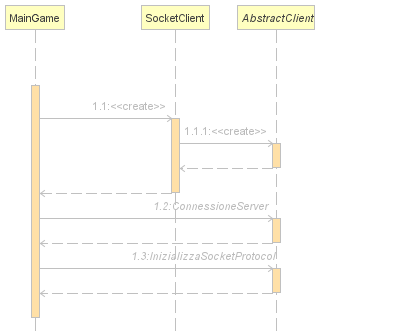 MainGame
SocketClient
AbstractClient
1.1:<<create>>
1.1.1:<<create>>
1.2:ConnessioneServer
1.3:InizializzaSocketProtocol